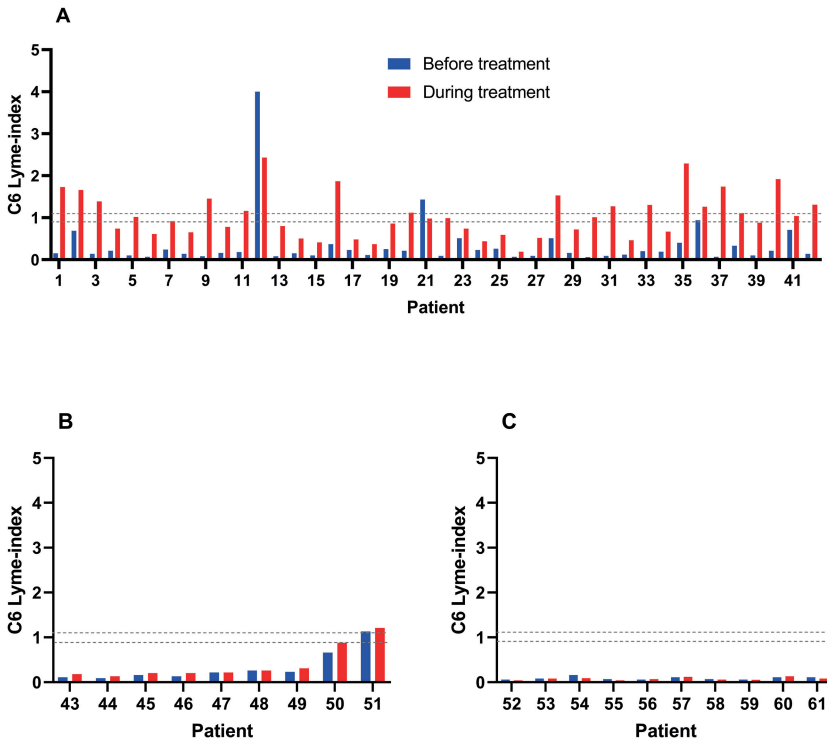 A
C6 Lyme-index
5
4
3
2
1
0
Before treatment
During treatment
1 3 5 7 9 11 13 15 17 19 21 23 25 27 29 31 33 35 37 39 41
Patient
B
C6 Lyme-index
5
4
3
2
1
0
43 44 45 46 47 48 49 50 51
Patient
C
C6 Lyme-index
5
4
3
2
1
0
52 53 54 55 56 57 58 59 60 61
Patient